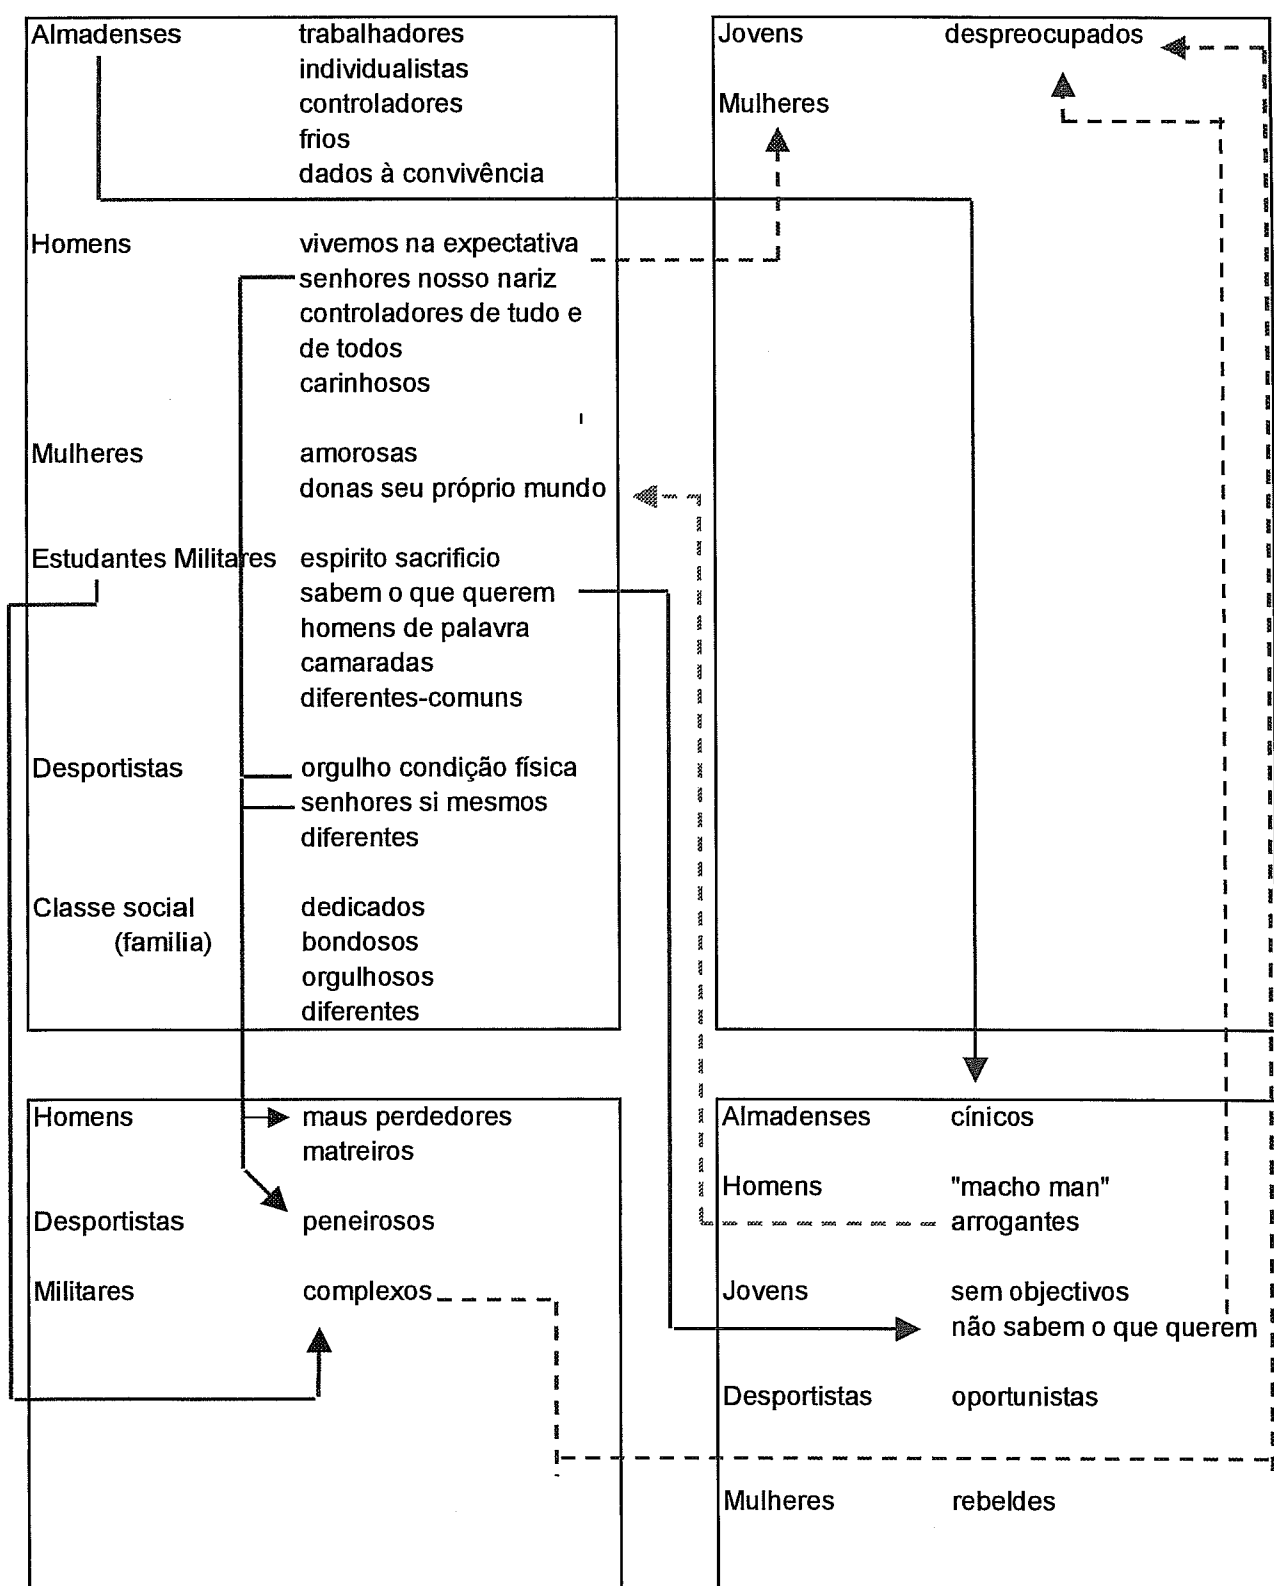 Almadenses trabalhadores
individualistas
controladores
frios
dados à convivência
Homens vivemos na expectativa
senhores nosso nariz
controladores de tudo e
de todos
carinhosos
Mulheres amorosas
donas seu próprio mundo
Estudantes Militares espirito sacrificio
sabem o que querem
homens de palavra
camaradas
diferentes-comuns
Desportistas orgulho condição física
senhores si mesmos
diferentes
Classe social dedicados
(familia) bondosos
orgulhosos
diferentes
Jovens despreocupados
Mulheres
Homens maus perdedores
matreiros
Desportistas peneirosos
Militares complexos
Almadenses cínicos
Homens "macho man"
arrogantes
Jovens sem objectivos
não sabem o que querem
Desportistas oportunistas
Mulheres rebeldes